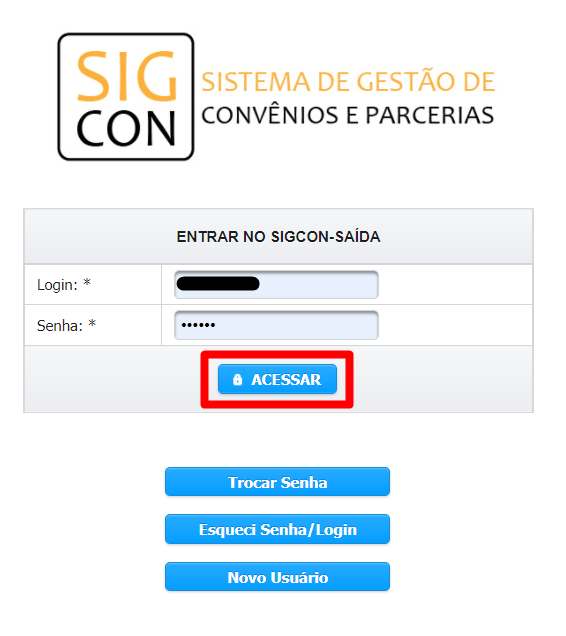 SIG
CON
SISTEMA DE GESTÃO DE
CONVÊNIOS E PARCERIAS
ENTRAR NO SIGCON-SAÍDA
Login: *
Senha: *
••••••
ACESSAR
Trocar Senha
Esqueci Senha/Login
Novo Usuário